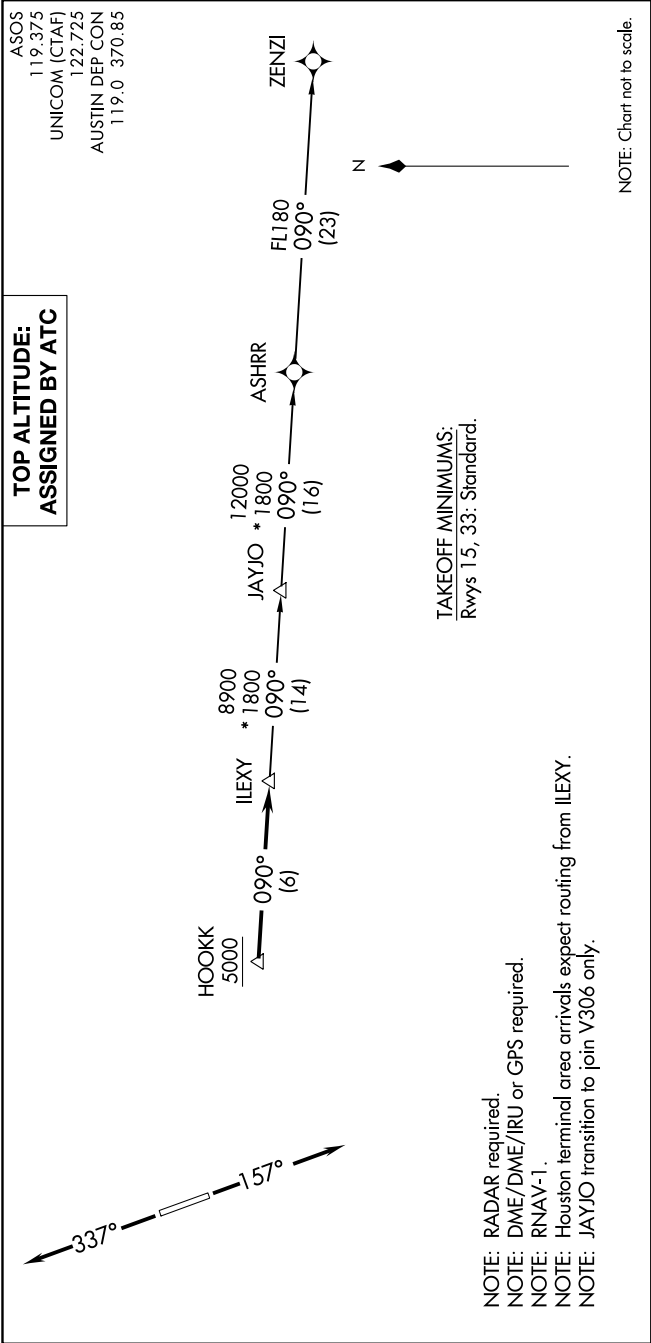 TOP ALTITUDE:
ASSIGNED BY ATC
ASOS
119.375
UNICOM (CTAF)
122.725
AUSTIN DEP CON
119.0 370.85
337°
157°
HOOKK
5000
090°
(6)
ILEXY
8900
*1800
090°
(14)
JAYJO
12000
*1800
090°
(16)
ASHRR
FL180
090°
(23)
ZENZI
N
TAKEOFF MINIMUMS:
Rwys 15, 33: Standard.
NOTE: RADAR required.
NOTE: DME/DME/IRU or GPS required.
NOTE: RNAV-1.
NOTE: Houston terminal area arrivals expect routing from ILEXY.
NOTE: JAYJO transition to join V306 only.
NOTE: Chart not to scale.